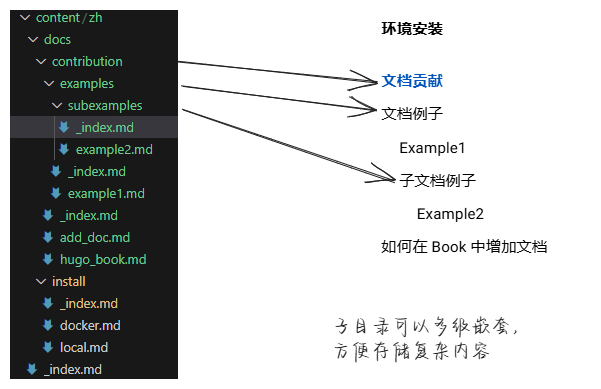 content / zh
docs
contribution
examples
subexamples
_index.md
example2.md
_index.md
example1.md
_index.md
add_doc.md
hugo_book.md
install
_index.md
docker.md
local.md
_index.md
环境安装
文档贡献
文档例子
Example1
子文档例子
Example2
如何在 Book 中增加文档
子目录可以多级嵌套，
方便存储复杂内容